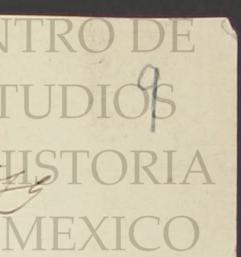 NTRO DE
9
TUDIOS
HISTORIA
MEXICO